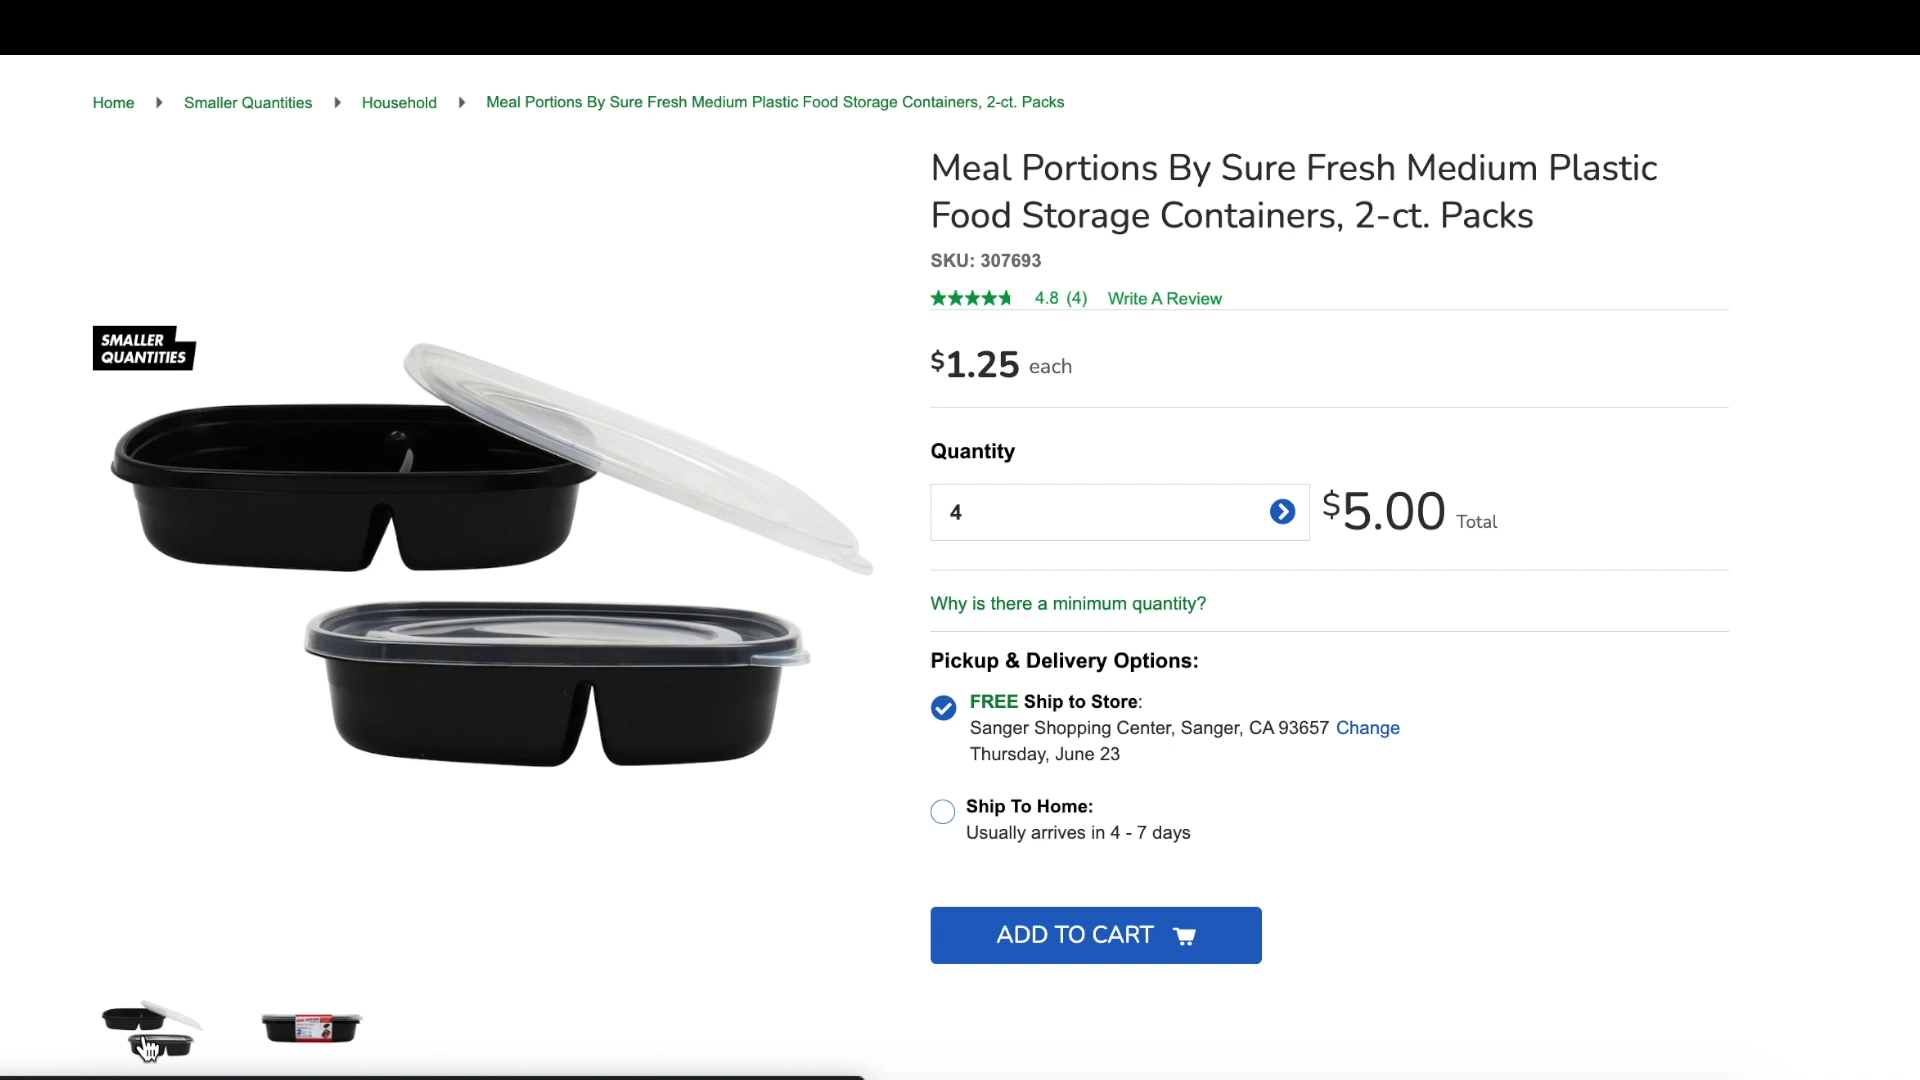 Home Smaller Quantities Household Meal Portions By Sure Fresh Medium Plastic Food Storage Containers, 2-ct. Packs
Meal Portions By Sure Fresh Medium Plastic
Food Storage Containers, 2-ct. Packs
SKU: 307693
4.8 (4) Write A Review
SMALLER
QUANTITIES
$1.25 each
Quantity
4
$5.00 Total
Why is there a minimum quantity?
Pickup & Delivery Options:
FREE Ship to Store:
Sanger Shopping Center, Sanger, CA 93657 Change
Thursday, June 23
Ship To Home:
Usually arrives in 4 - 7 days
ADD TO CART